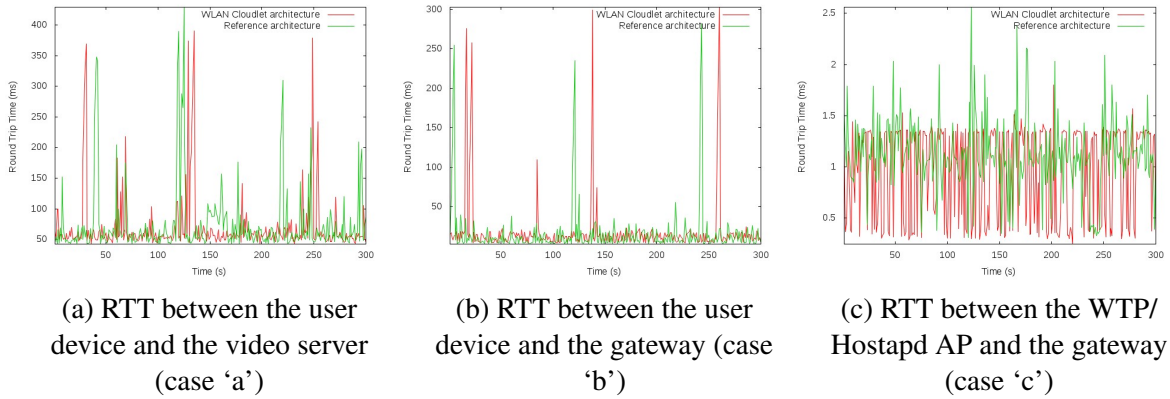 WLAN Cloudlet architecture
Reference architecture
Round Trip Time (ms)
400
350
300
250
200
150
100
50
50 100 150 200 250 300
Time (s)
WLAN Cloudlet architecture
Reference architecture
Round Trip Time (ms)
300
250
200
150
100
50
50 100 150 200 250 300
Time (s)
WLAN Cloudlet architecture
Reference architecture
Round Trip Time (ms)
2.5
2
1.5
1
0.5
50 100 150 200 250 300
Time (s)
(a) RTT between the user
device and the video server
(case ‘a’)
(b) RTT between the user
device and the gateway (case
‘b’)
(c) RTT between the WTP/
Hostapd AP and the gateway
(case ‘c’)